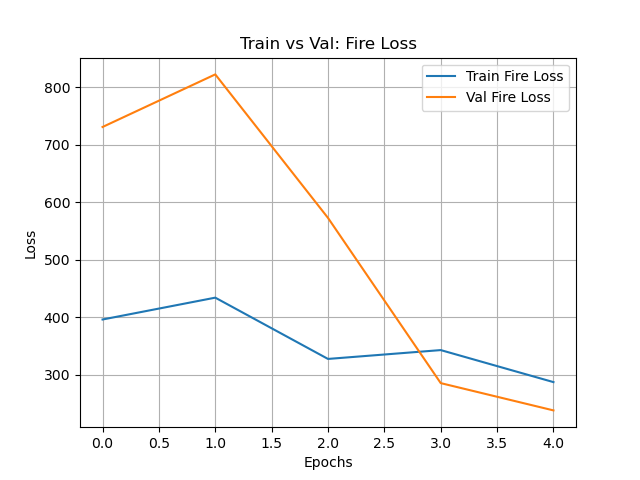 Train vs Val: Fire Loss
Train Fire Loss
Val Fire Loss
800
700
600
500
400
300
Loss
0.0 0.5 1.0 1.5 2.0 2.5 3.0 3.5 4.0
Epochs